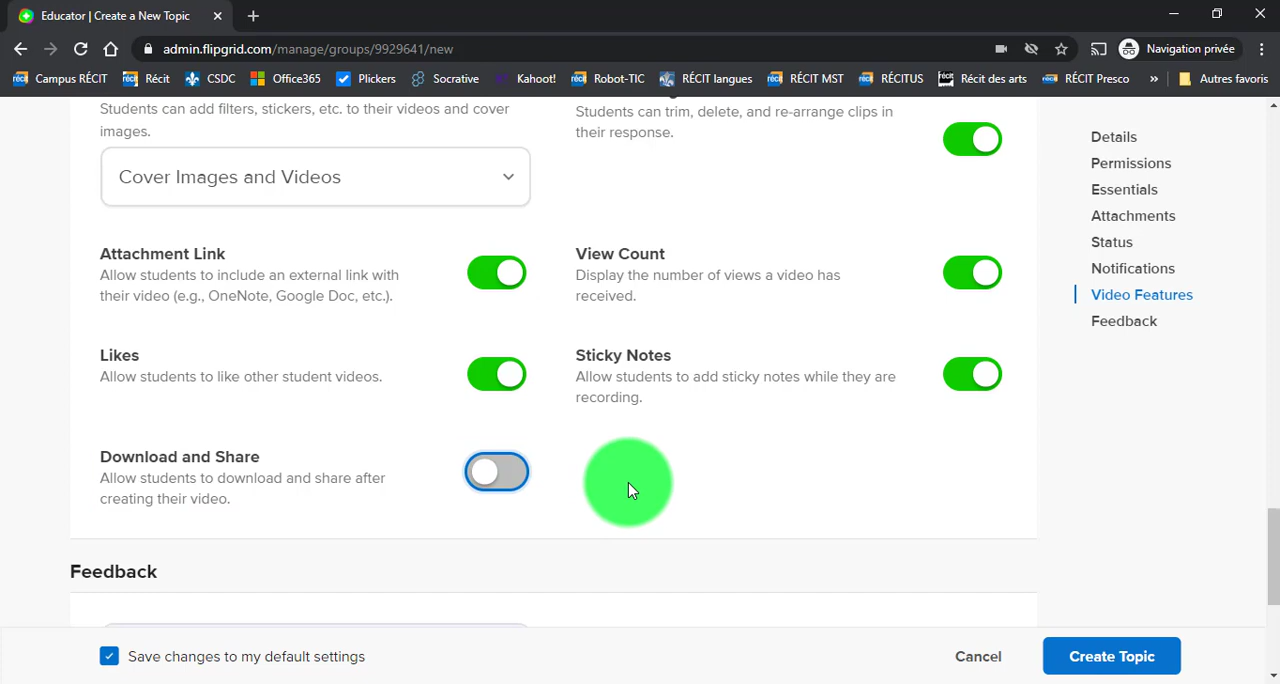 Educator | Create a New Topic
admin.flipgrid.com/manage/groups/9929641/new
Navigation privée
Campus RÉCIT Récit CSDC Office365 Plickers Socrative Kahoot! Robot-TIC RÉCIT langues RÉCIT MST RÉCITUS Récit des arts RÉCIT Presco » Autres favoris
Students can add filters, stickers, etc. to their videos and cover
images.
Cover Images and Videos
Students can trim, delete, and re-arrange clips in
their response.
Attachment Link
Allow students to include an external link with
their video (e.g., OneNote, Google Doc, etc.).
View Count
Display the number of views a video has
received.
Likes
Allow students to like other student videos.
Sticky Notes
Allow students to add sticky notes while they are
recording.
Download and Share
Allow students to download and share after
creating their video.
Feedback
Details
Permissions
Essentials
Attachments
Status
Notifications
Video Features
Feedback
Save changes to my default settings
Cancel
Create Topic